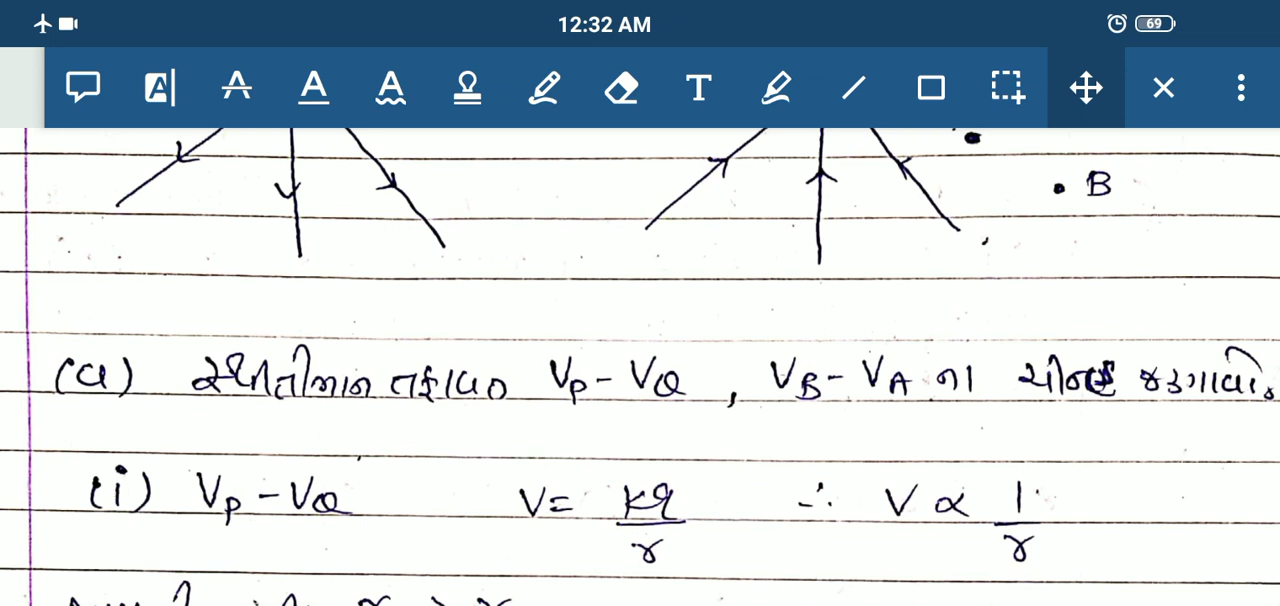 12:32 AM
69
A A A A T
B
(a) સ્થિતીમાન તફાવત Vp - VQ , VB - VA ના ચીન્હ જણાવો.
(i) Vp - VQ V = kq/r ∴ V ∝ 1/r